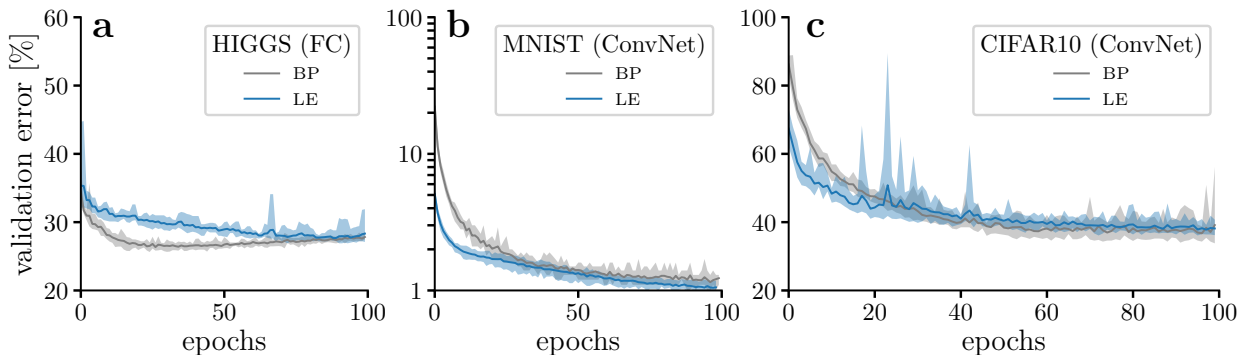 a
HIGGS (FC)
BP
LE
validation error [%]
60
50
40
30
20
0
50
100
epochs
b
MNIST (ConvNet)
BP
LE
100
10
1
0
50
100
epochs
c
CIFAR10 (ConvNet)
BP
LE
100
80
60
40
20
0
20
40
60
80
100
epochs